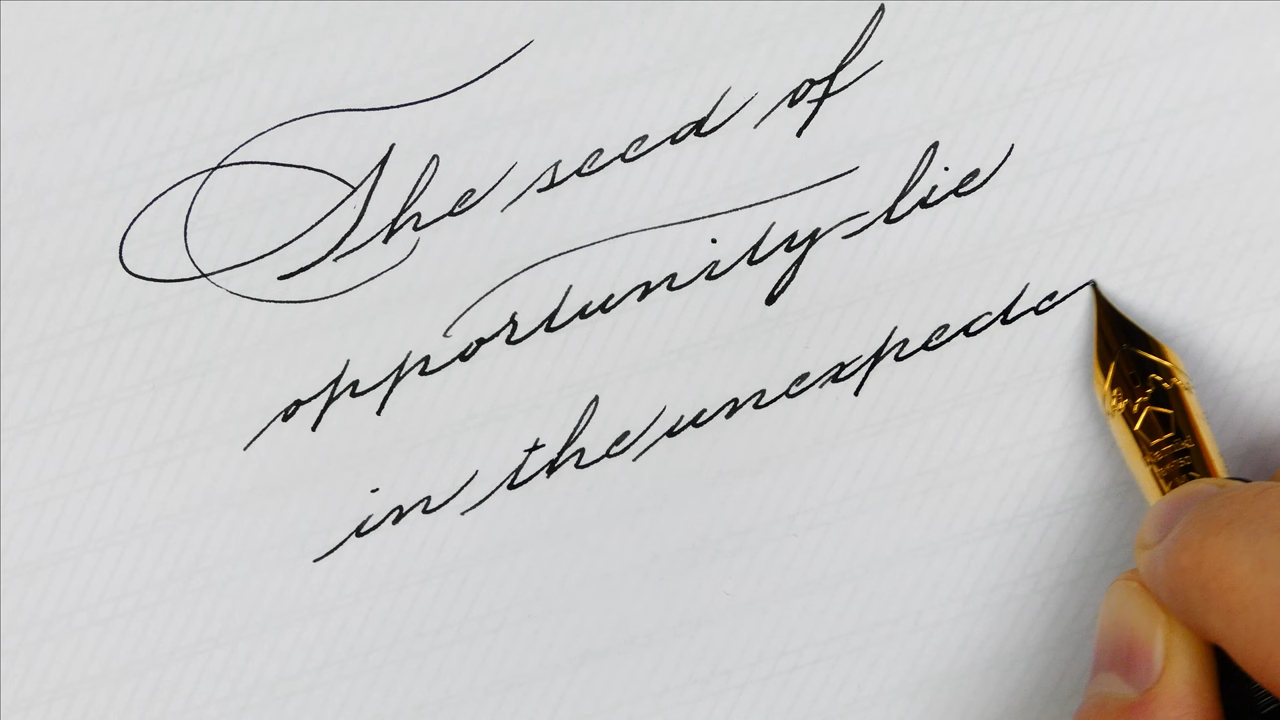 The seed of
opportunity lie
in the unexpecte